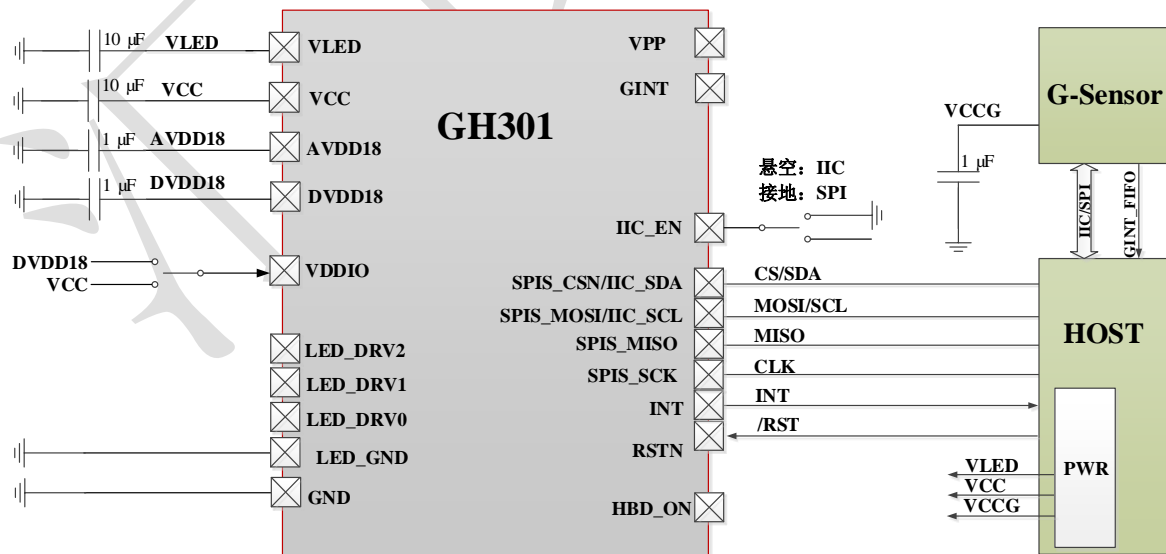 10 μF VLED
VLED
10 μF VCC
VCC
1 μF AVDD18
AVDD18
1 μF DVDD18
DVDD18
DVDD18
VCC
VDDIO
LED_DRV2
LED_DRV1
LED_DRV0
LED_GND
GND
GH301
VPP
GINT
IIC_EN
SPIS_CSN/IIC_SDA
SPIS_MOSI/IIC_SCL
SPIS_MISO
SPIS_SCK
INT
RSTN
HBD_ON
悬空：IIC
接地：SPI
CS/SDA
MOSI/SCL
MISO
CLK
INT
/RST
VCCG
1 μF
G-Sensor
IIC/SPI
GINT_FIFO
HOST
PWR
VLED
VCC
VCCG